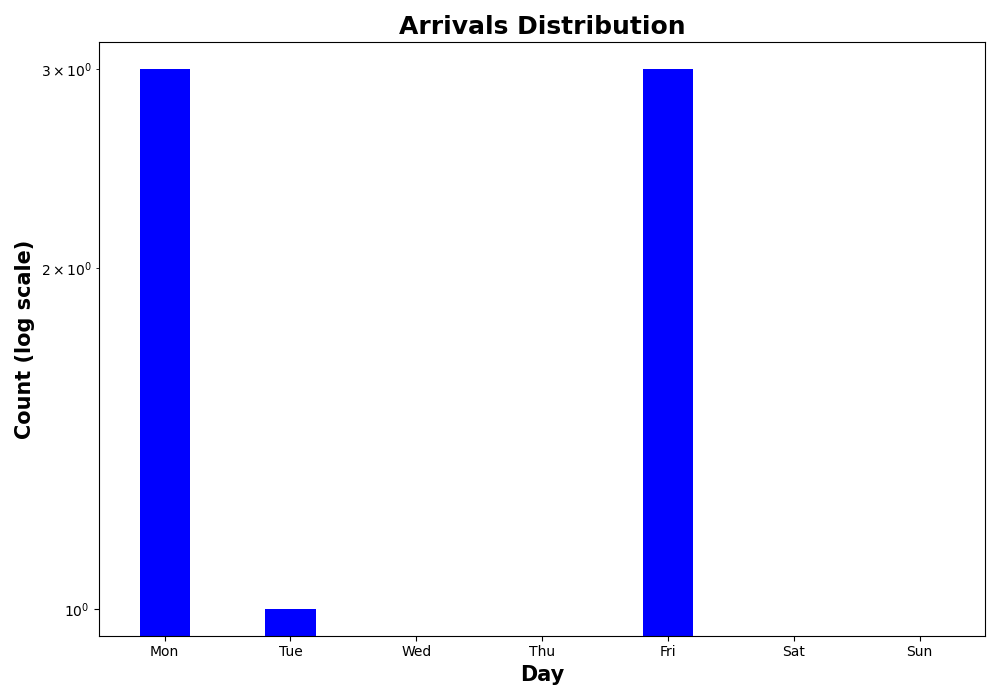 Arrivals Distribution
3 × 10⁰
2 × 10⁰
10⁰
Count (log scale)
Mon Tue Wed Thu Fri Sat Sun
Day